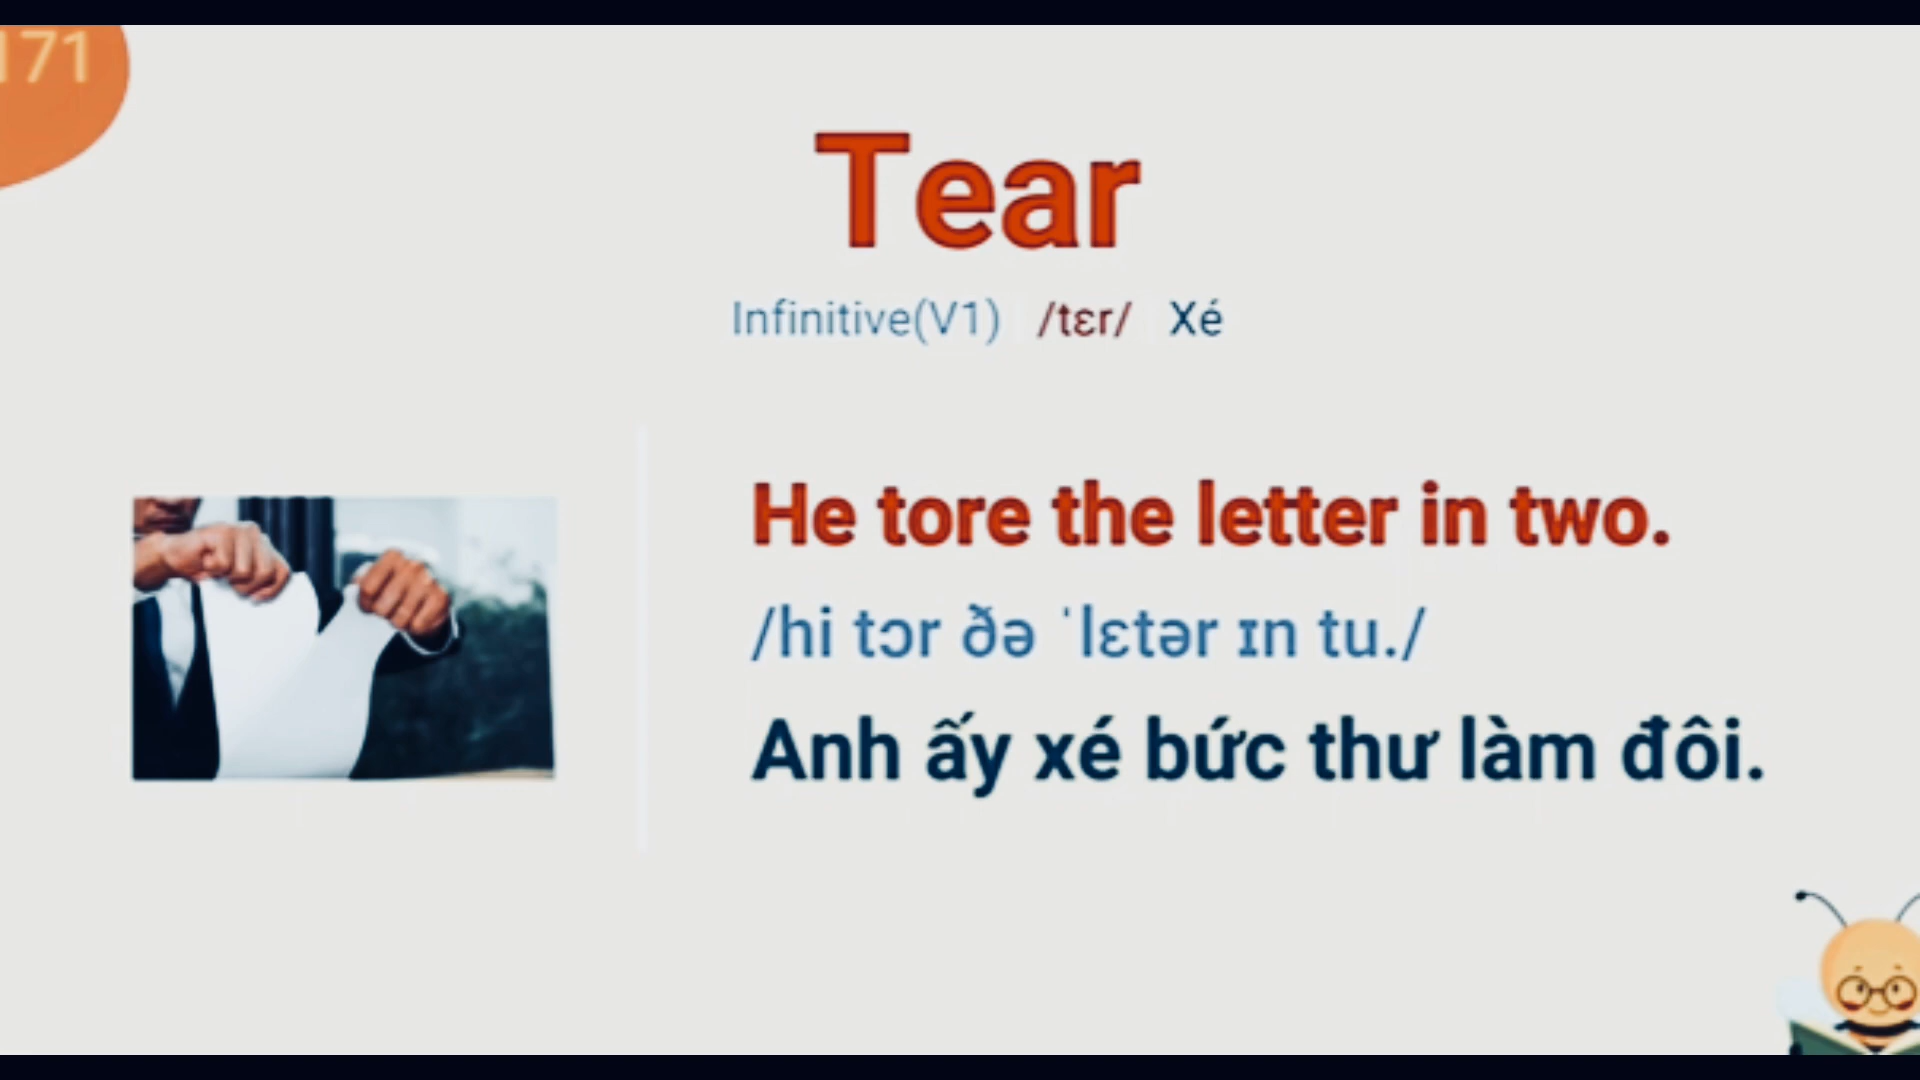 171
Tear
Infinitive(V1) /tɛr/ Xé
He tore the letter in two.
/hi tɔr ðə ˈlɛtər ɪn tu./
Anh ấy xé bức thư làm đôi.